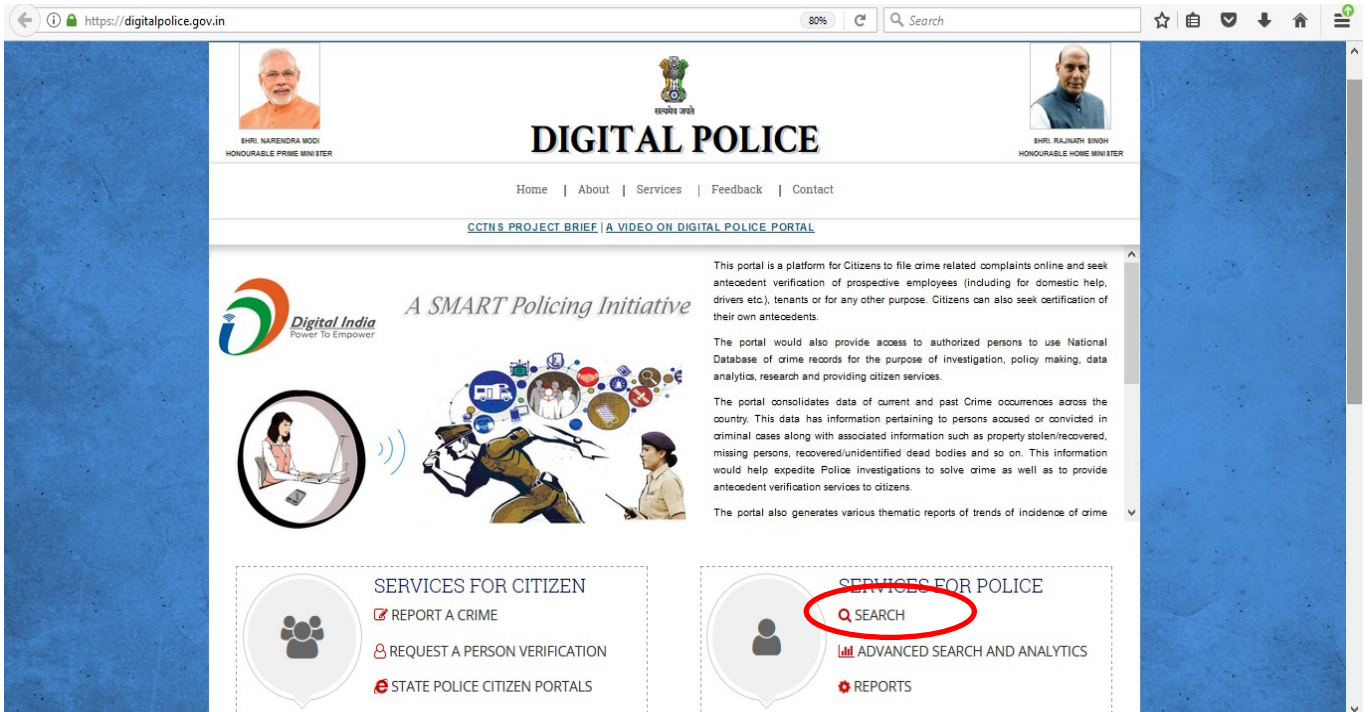 https://digitalpolice.gov.in
80%
Search
SHRI. NARENDRA MODI
HONOURABLE PRIME MINISTER
सत्यमेव जयते
DIGITAL POLICE
SHRI. RAJNATH SINGH
HONOURABLE HOME MINISTER
Home | About | Services | Feedback | Contact
CCTNS PROJECT BRIEF | A VIDEO ON DIGITAL POLICE PORTAL
Digital India
Power To Empower
A SMART Policing Initiative
This portal is a platform for Citizens to file crime related complaints online and seek
antecedent verification of prospective employees (including for domestic help,
drivers etc.), tenants or for any other purpose. Citizens can also seek certification of
their own antecedents.
The portal would also provide access to authorized persons to use National
Database of crime records for the purpose of investigation, policy making, data
analytics, research and providing citizen services.
The portal consolidates data of current and past Crime occurrences across the
country. This data has information pertaining to persons accused or convicted in
criminal cases along with associated information such as property stolen/recovered,
missing persons, recovered/unidentified dead bodies and so on. This information
would help expedite Police investigations to solve crime as well as to provide
antecedent verification services to citizens.
The portal also generates various thematic reports of trends of incidence of crime
SERVICES FOR CITIZEN
REPORT A CRIME
REQUEST A PERSON VERIFICATION
STATE POLICE CITIZEN PORTALS
SERVICES FOR POLICE
SEARCH
ADVANCED SEARCH AND ANALYTICS
REPORTS